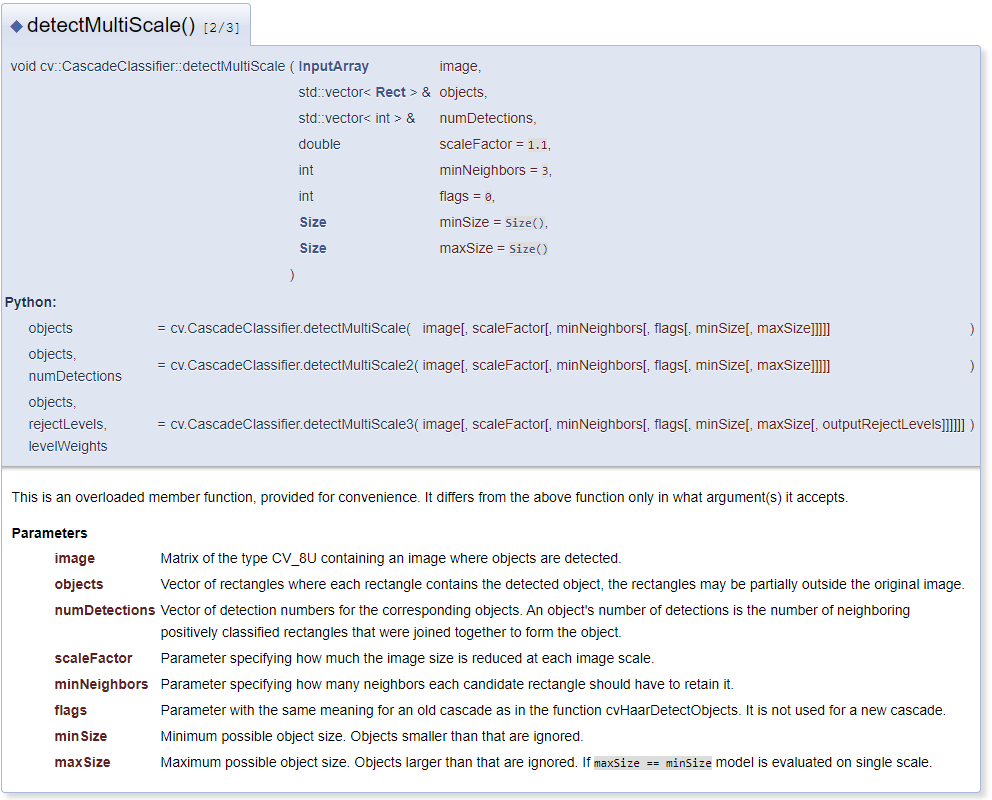 detectMultiScale() [2/3]
void cv::CascadeClassifier::detectMultiScale ( InputArray image,
std::vector< Rect > & objects,
std::vector< int > & numDetections,
double scaleFactor = 1.1,
int minNeighbors = 3,
int flags = 0,
Size minSize = Size(),
Size maxSize = Size()
)
Python:
objects = cv.CascadeClassifier.detectMultiScale( image[, scaleFactor[, minNeighbors[, flags[, minSize[, maxSize]]]]] )
objects,
numDetections = cv.CascadeClassifier.detectMultiScale2( image[, scaleFactor[, minNeighbors[, flags[, minSize[, maxSize]]]]] )
objects,
rejectLevels, = cv.CascadeClassifier.detectMultiScale3( image[, scaleFactor[, minNeighbors[, flags[, minSize[, maxSize[, outputRejectLevels]]]]]] )
levelWeights
This is an overloaded member function, provided for convenience. It differs from the above function only in what argument(s) it accepts.
Parameters
image Matrix of the type CV_8U containing an image where objects are detected.
objects Vector of rectangles where each rectangle contains the detected object, the rectangles may be partially outside the original image.
numDetections Vector of detection numbers for the corresponding objects. An object's number of detections is the number of neighboring
positively classified rectangles that were joined together to form the object.
scaleFactor Parameter specifying how much the image size is reduced at each image scale.
minNeighbors Parameter specifying how many neighbors each candidate rectangle should have to retain it.
flags Parameter with the same meaning for an old cascade as in the function cvHaarDetectObjects. It is not used for a new cascade.
minSize Minimum possible object size. Objects smaller than that are ignored.
maxSize Maximum possible object size. Objects larger than that are ignored. If maxSize == minSize model is evaluated on single scale.